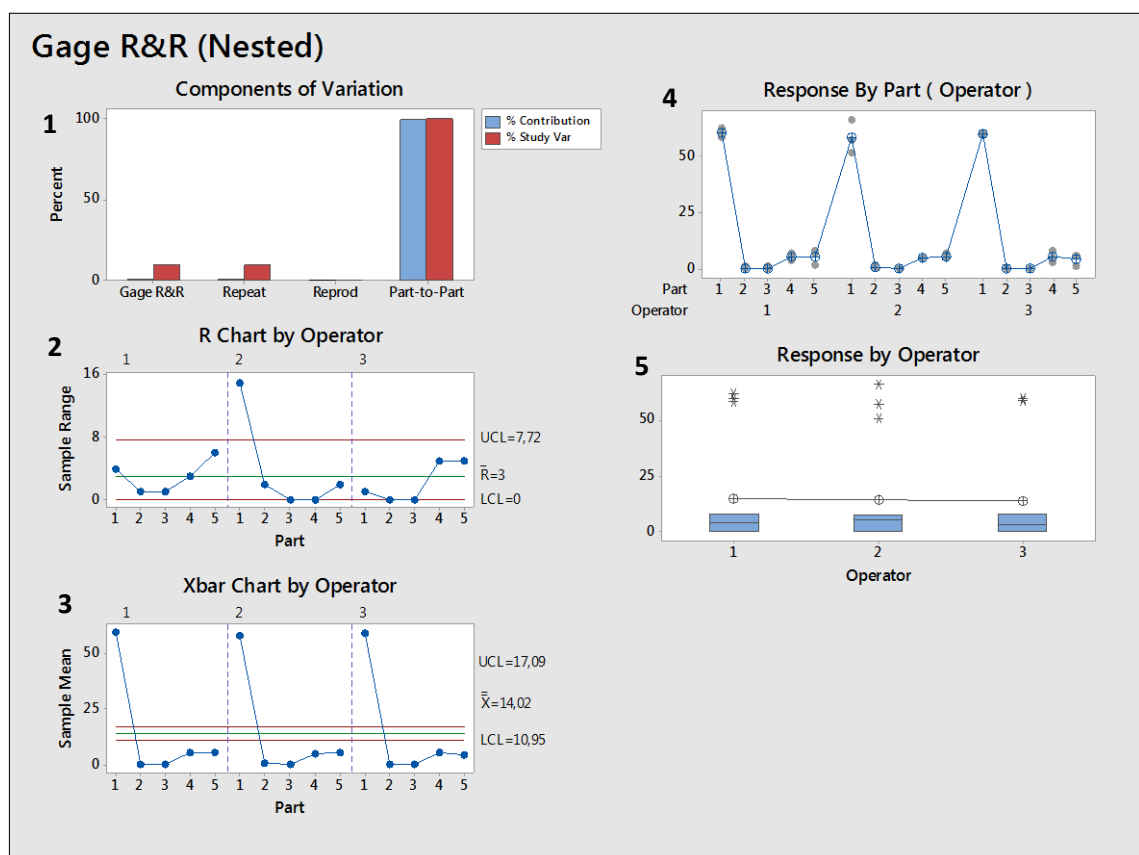 Gage R&R (Nested)
1
Components of Variation
100
50
0
Percent
Gage R&R Repeat Reprod Part-to-Part
% Contribution
% Study Var
2
R Chart by Operator
1 2 3
16
8
0
Sample Range
UCL=7,72
R̄=3
LCL=0
1 2 3 4 5 1 2 3 4 5 1 2 3 4 5
Part
3
Xbar Chart by Operator
1 2 3
50
25
0
Sample Mean
UCL=17,09
X̿=14,02
LCL=10,95
1 2 3 4 5 1 2 3 4 5 1 2 3 4 5
Part
4
Response By Part ( Operator )
50
25
0
Part 1 2 3 4 5 1 2 3 4 5 1 2 3 4 5
Operator 1 2 3
5
Response by Operator
50
25
0
1 2 3
Operator